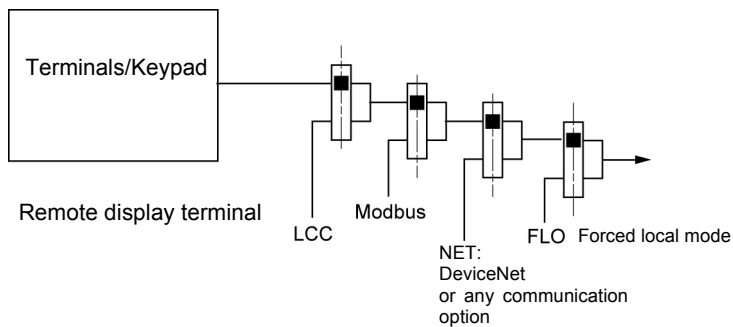 Terminals/Keypad
Remote display terminal
LCC
Modbus
NET:
DeviceNet
or any communication
option
FLO
Forced local mode